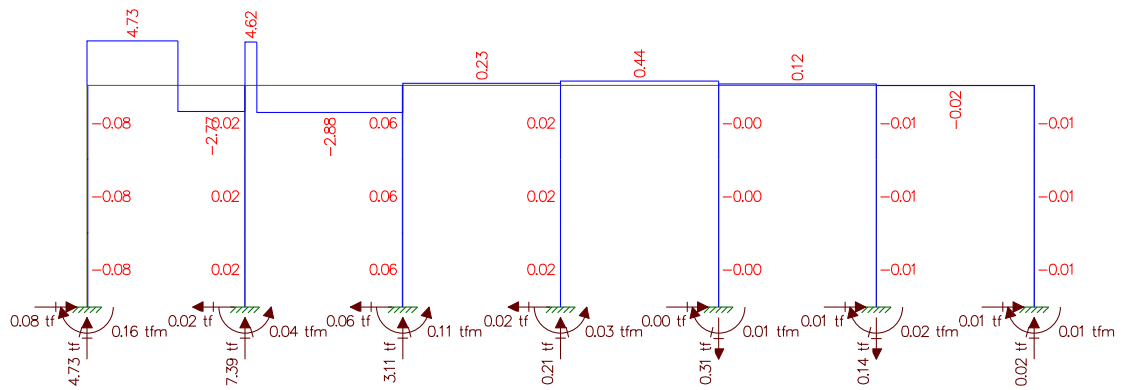 4.73
4.62
0.23
0.44
0.12
-2.77
-2.88
-0.02
-0.08
0.02
0.06
0.02
-0.00
-0.01
-0.01
-0.08
0.02
0.06
0.02
-0.00
-0.01
-0.01
-0.08
0.02
0.06
0.02
-0.00
-0.01
-0.01
0.08 tf
0.16 tfm
0.02 tf
0.04 tfm
0.06 tf
0.11 tfm
0.02 tf
0.03 tfm
0.00 tf
0.01 tfm
0.01 tf
0.02 tfm
0.01 tf
0.01 tfm
4.73 tf
7.39 tf
3.11 tf
0.21 tf
0.31 tf
0.14 tf
0.02 tf